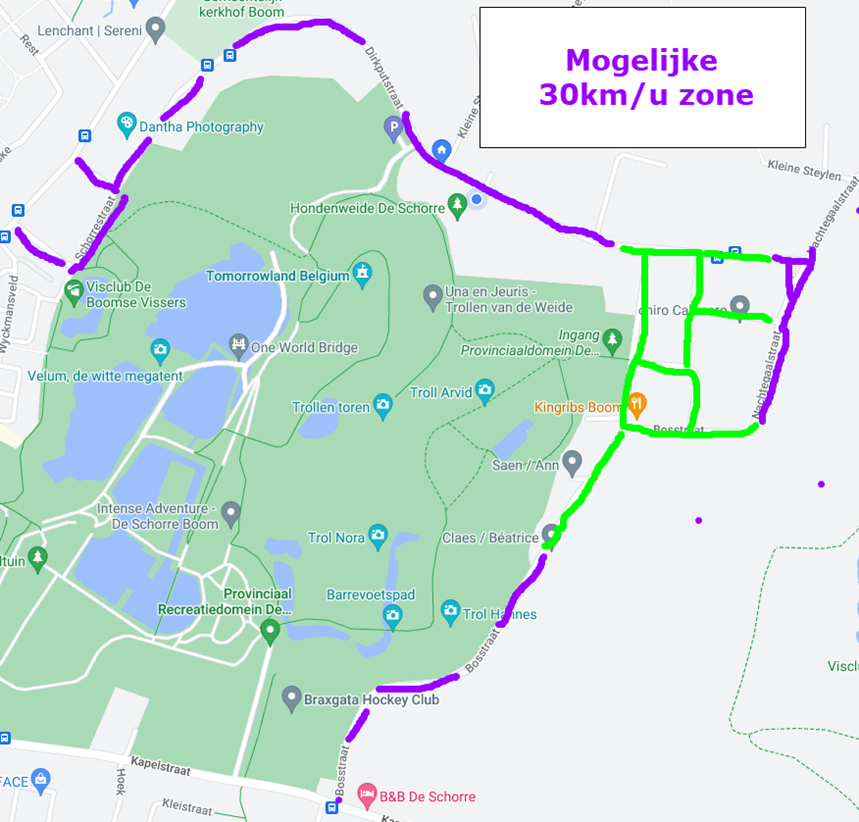 kerkhof Boom
Lenchant | Sereni
Rest
Dirkputstraat
Mogelijke
30km/u zone
Dantha Photography
Kleine Steylen
Hondenweide De Schorre
Schorrestraat
Nachtegaalstraat
Visclub De
Boomse Vissers
Tomorrowland Belgium
Una en Jeuris -
Trollen van de Weide
Wyckmansveld
One World Bridge
Ingang
Provinciaaldomein De...
Velum, de witte megatent
Trollen toren
Troll Arvid
Kingribs Boom
Nachtegaalstraat
Bosstraat
Saen / Ann
Intense Adventure -
De Schorre Boom
Trol Nora
Claes / Béatrice
ltuin
Provinciaal
Recreatiedomein De...
Barrevoetspad
Trol Hannes
Bosstraat
Viscl
Braxgata Hockey Club
Bosstraat
Kapelstraat
FACE
Hoek
B&B De Schorre
Kleistraat